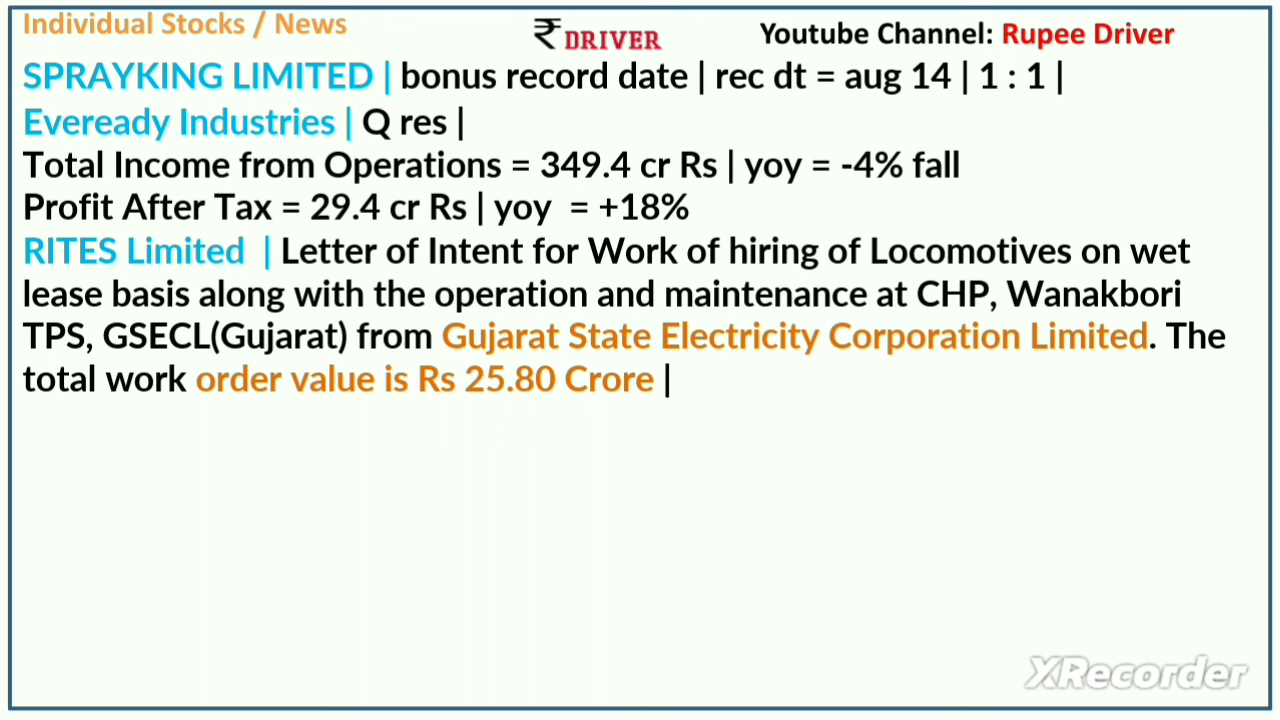 Individual Stocks / News
₹ DRIVER
Youtube Channel: Rupee Driver
SPRAYKING LIMITED | bonus record date | rec dt = aug 14 | 1 : 1 |
Eveready Industries | Q res |
Total Income from Operations = 349.4 cr Rs | yoy = -4% fall
Profit After Tax = 29.4 cr Rs | yoy = +18%
RITES Limited | Letter of Intent for Work of hiring of Locomotives on wet
lease basis along with the operation and maintenance at CHP, Wanakbori
TPS, GSECL(Gujarat) from Gujarat State Electricity Corporation Limited. The
total work order value is Rs 25.80 Crore |
XRecorder